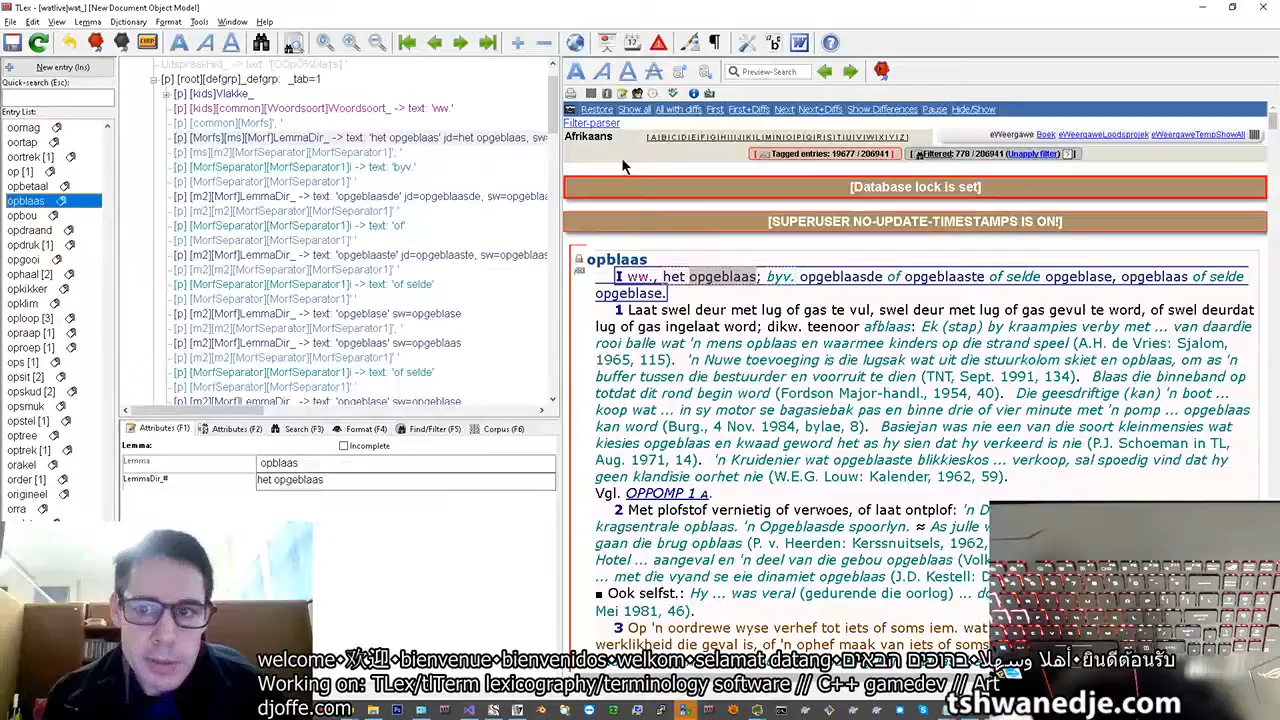 TLex - [watlive|wat_] [New Document Object Model]
File Edit View Lemma Dictionary Format Tools Window Help
New entry (Ins)
Quick-search (Esc):
Entry List:
oornag
oortap
oortrek [1]
op [1]
opbetaal
opblaas
opbou
opdraand
opdruk [1]
opgooi
ophaal [2]
opkikker
opklim
oploop [3]
opraap [1]
oproep [1]
ops [1]
opsit [2]
opskud [2]
opsmuk
opstel [1]
optree
optrek [1]
orakel
order [1]
origineel
orra
[p] [root][defgrp]_defgrp: _tab=1
[p] [kids]Vlakke_
[p] [kids][common][Woordsoort]Woordsoort_ -> text: 'ww.'
[p] [common][Morfs]', '
[p] [Morfs][ms][Morf]LemmaDir_ -> text: 'het opgeblaas' jd=opgeblaas, sw=
[p] [ms][m2][MorfSeparator][MorfSeparator1]'; '
[p] [MorfSeparator][MorfSeparator1] -> text: 'byv.'
[p] [MorfSeparator][MorfSeparator1]' '
[p] [m2][Morf]LemmaDir_ -> text: 'opgeblaasde' jd=opgeblaasde, sw=opgebla
[p] [m2][MorfSeparator][MorfSeparator1]' '
[p] [MorfSeparator][MorfSeparator1] -> text: 'of'
[p] [MorfSeparator][MorfSeparator1]' '
[p] [m2][Morf]LemmaDir_ -> text: 'opgeblaaste' jd=opgeblaaste, sw=opgeblaas
[p] [m2][MorfSeparator][MorfSeparator1]' '
[p] [MorfSeparator][MorfSeparator1] -> text: 'of selde'
[p] [MorfSeparator][MorfSeparator1]' '
[p] [m2][Morf]LemmaDir_ -> text: 'opgeblase' sw=opgeblase
[p] [m2][MorfSeparator][MorfSeparator1]', '
[p] [m2][Morf]LemmaDir_ -> text: 'opgeblaas' sw=opgeblaas
[p] [m2][MorfSeparator][MorfSeparator1]' '
[p] [MorfSeparator][MorfSeparator1] -> text: 'of selde'
[p] [MorfSeparator][MorfSeparator1]' '
[p] [m2][Morf]LemmaDir_ -> text: 'opgeblase' sw=opgeblase
Attributes (F1) Attributes (F2) Search (F3) Format (F4) Find/Filter (F5) Corpus (F6)
Lemma: Incomplete
Lemma opblaas
LemmaDir_# het opgeblaas
Preview-Search
Restore Show all All with diffs First First+Diffs Next Next+Diffs Show Differences Pause Hide/Show
Filter-parser
Afrikaans [A|B|C|D|E|F|G|H|I|J|K|L|M|N|O|P|Q|R|S|T|U|V|W|X|Y|Z] eWeergawe Boek eWeergaweLoodsprojek eWeergaweTempShowAll
[Tagged entries: 19677 / 206941] [Filtered: 778 / 206941 (Unapply filter) [?]]
[Database lock is set]
[SUPERUSER NO-UPDATE-TIMESTAMPS IS ON!]
opblaas
I ww., het opgeblaas; byv. opgeblaasde of opgeblaaste of selde opgeblase, opgeblaas of selde
opgeblase.
1 Laat swel deur met lug of gas te vul, swel deur met lug of gas gevul te word, of swel deurdat
lug of gas ingelaat word; dikw. teenoor afblaas: Ek (stap) by kraampies verby met ... van daardie
rooi balle wat 'n mens opblaas en waarmee kinders op die strand speel (A.H. de Vries: Sjalom,
1965, 115). 'n Nuwe toevoeging is die lugsak wat uit die stuurkolom skiet en opblaas, om as 'n
buffer tussen die bestuurder en voorruit te dien (TNT, Sept. 1991, 134). Blaas die binneband op
totdat dit rond begin word (Fordson Major-handl., 1954, 40). Die geesdriftige (kan) 'n boot ...
koop wat ... in sy motor se bagasiebak pas en binne drie of vier minute met 'n pomp ... opgeblaas
kan word (Burg., 4 Nov. 1984, bylae, 8). Basiejan was nie een van die soort kleinmensies wat
kiesies opgeblaas en kwaad geword het as hy sien dat hy verkeerd is nie (P.J. Schoeman in TL,
Aug. 1971, 14). 'n Kruidenier wat opgeblaaste blikkieskos ... verkoop, sal spoedig vind dat hy
geen klandisie oorhet nie (W.E.G. Louw: Kalender, 1962, 59).
Vgl. OPPOMP 1 A.
2 Met plofstof vernietig of verwoes, of laat ontplof: 'n D
kragsentrale opblaas. 'n Opgeblaasde spoorlyn. ≈ As julle w
gaan die brug opblaas (P. v. Heerden: Kerssnuitsels, 1962,
Hotel ... aangeval en 'n deel van die gebou opgeblaas (Voll
... met die vyand se eie dinamiet opgeblaas (J.D. Kestell: D
■ Ook selfst.: Hy ... was veral (gedurende die oorlog) ... do
Mei 1981, 46).
3 Op 'n oordrewe wyse verhef tot iets of soms iem. wat
werklikheid die geval is, of 'n ophef maak van iets of soms
welcome•欢迎•bienvenue•bienvenidos•welkom•selamat datang•ברוכים הבאים•أهلا وسهلا•ยินดีต้อนรับ
Working on: TLex/tlTerm lexicography/terminology software // C++ gamedev // Art
djoffe.com
tshwanedje.com